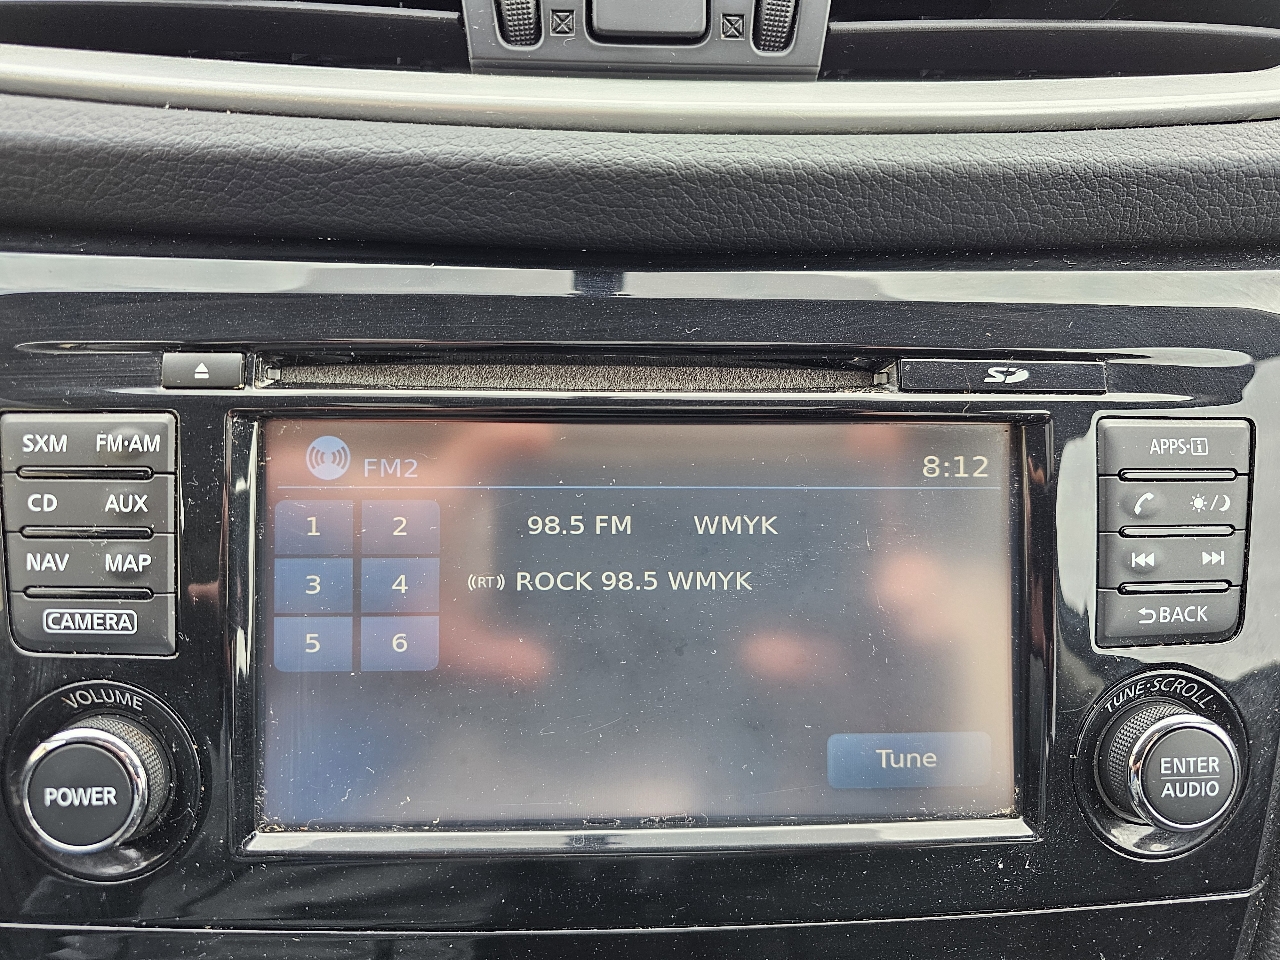 SD
SXM FM·AM
CD AUX
NAV MAP
CAMERA
VOLUME
POWER
FM2 8:12
1 2
3 4
5 6
98.5 FM WMYK
((RT)) ROCK 98.5 WMYK
Tune
APPS·i
BACK
TUNE·SCROLL
ENTER
AUDIO